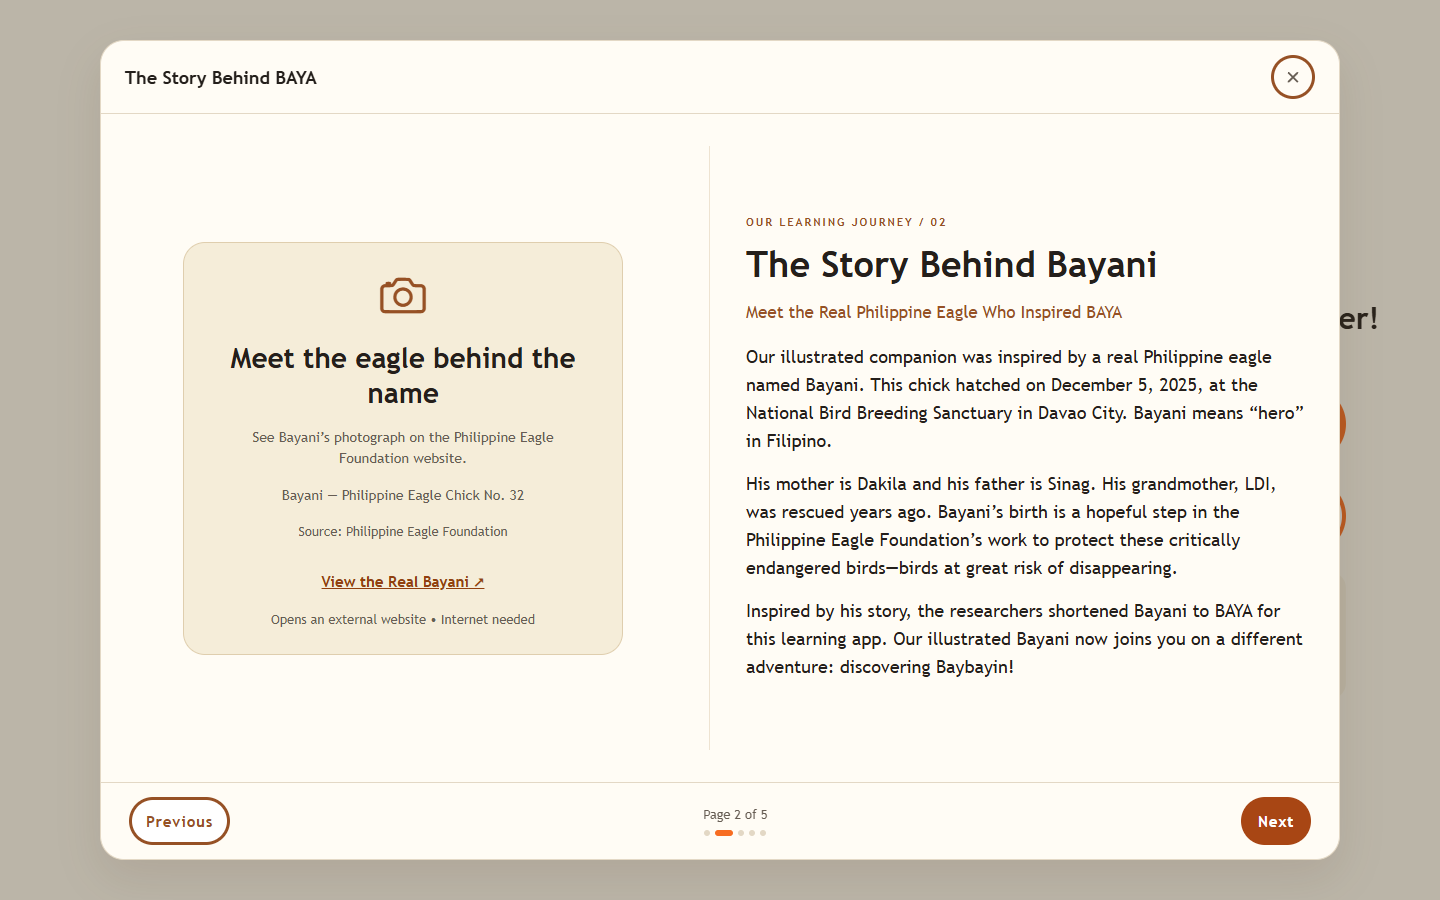 The Story Behind BAYA
Meet the eagle behind the
name
See Bayani’s photograph on the Philippine Eagle
Foundation website.
Bayani — Philippine Eagle Chick No. 32
Source: Philippine Eagle Foundation
View the Real Bayani ↗
Opens an external website • Internet needed
OUR LEARNING JOURNEY / 02
The Story Behind Bayani
Meet the Real Philippine Eagle Who Inspired BAYA
Our illustrated companion was inspired by a real Philippine eagle
named Bayani. This chick hatched on December 5, 2025, at the
National Bird Breeding Sanctuary in Davao City. Bayani means “hero”
in Filipino.
His mother is Dakila and his father is Sinag. His grandmother, LDI,
was rescued years ago. Bayani’s birth is a hopeful step in the
Philippine Eagle Foundation’s work to protect these critically
endangered birds—birds at great risk of disappearing.
Inspired by his story, the researchers shortened Bayani to BAYA for
this learning app. Our illustrated Bayani now joins you on a different
adventure: discovering Baybayin!
er!
Previous
Page 2 of 5
Next